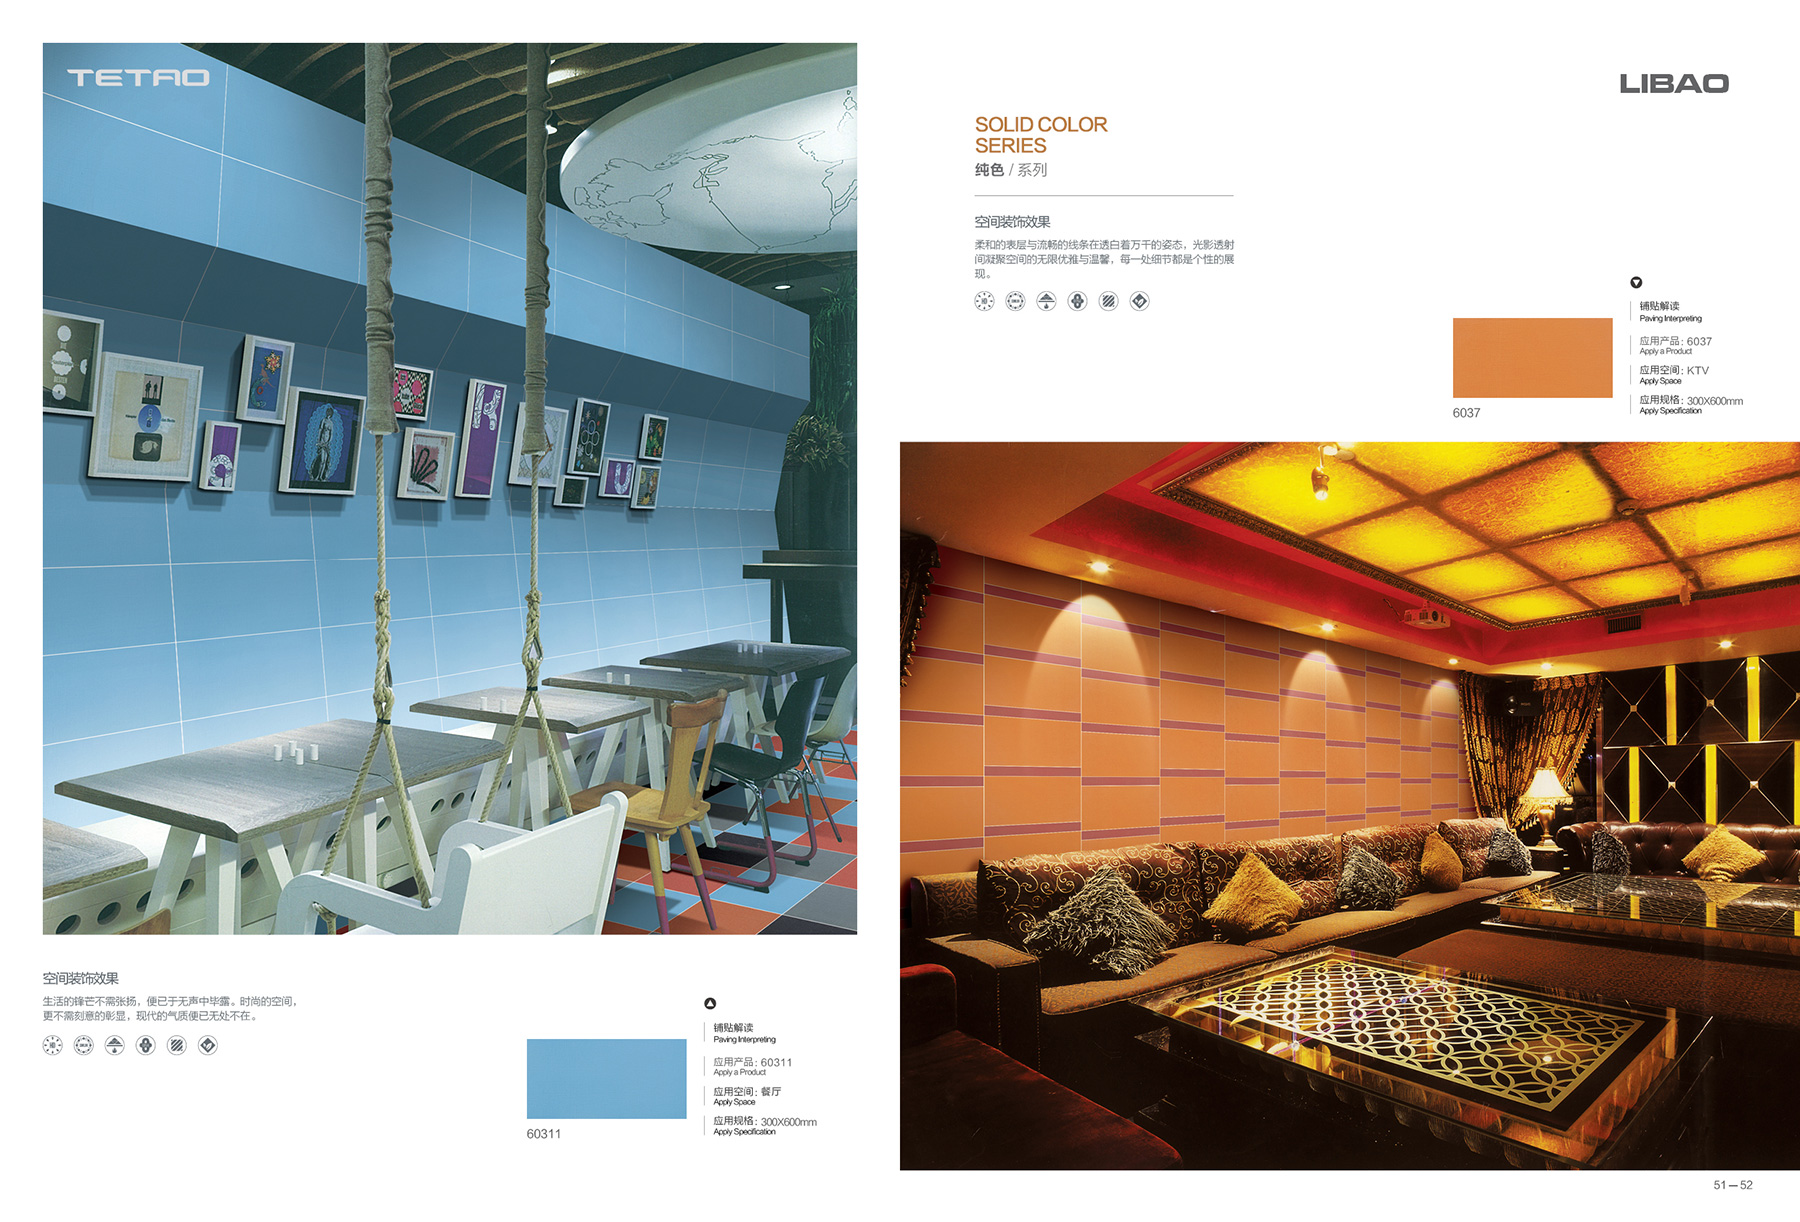 TETAO
空间装饰效果
生活的锋芒不需张扬，便已于无声中毕露。时尚的空间，
更不需刻意的彰显，现代的气质便已无处不在。
60311
铺贴解读
Paving Interpreting
应用产品：60311
Apply a Product
应用空间：餐厅
Apply Space
应用规格：300X600mm
Apply Specification
LIBAO
SOLID COLOR
SERIES
纯色 / 系列
空间装饰效果
柔和的表层与流畅的线条在透白着万千的姿态，光影透射
间凝聚空间的无限优雅与温馨，每一处细节都是个性的展
现。
6037
铺贴解读
Paving Interpreting
应用产品：6037
Apply a Product
应用空间：KTV
Apply Space
应用规格：300X600mm
Apply Specification
51—52